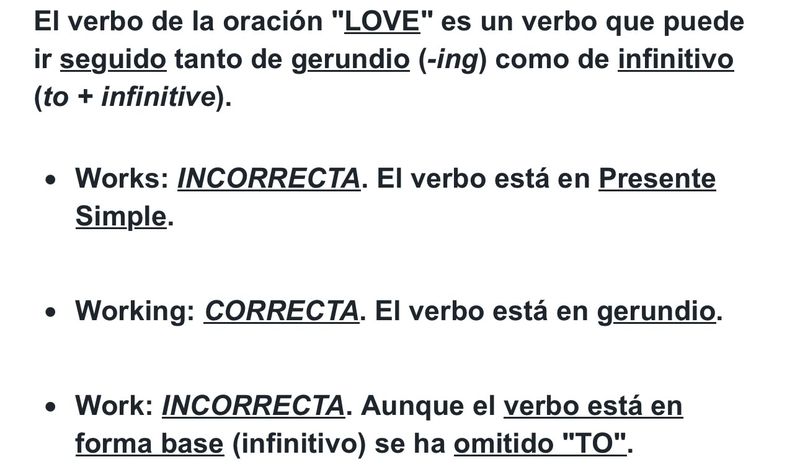 El verbo de la oración "LOVE" es un verbo que puede
ir seguido tanto de gerundio (-ing) como de infinitivo
(to + infinitive).
• Works: INCORRECTA. El verbo está en Presente
Simple.
• Working: CORRECTA. El verbo está en gerundio.
• Work: INCORRECTA. Aunque el verbo está en
forma base (infinitivo) se ha omitido "TO".